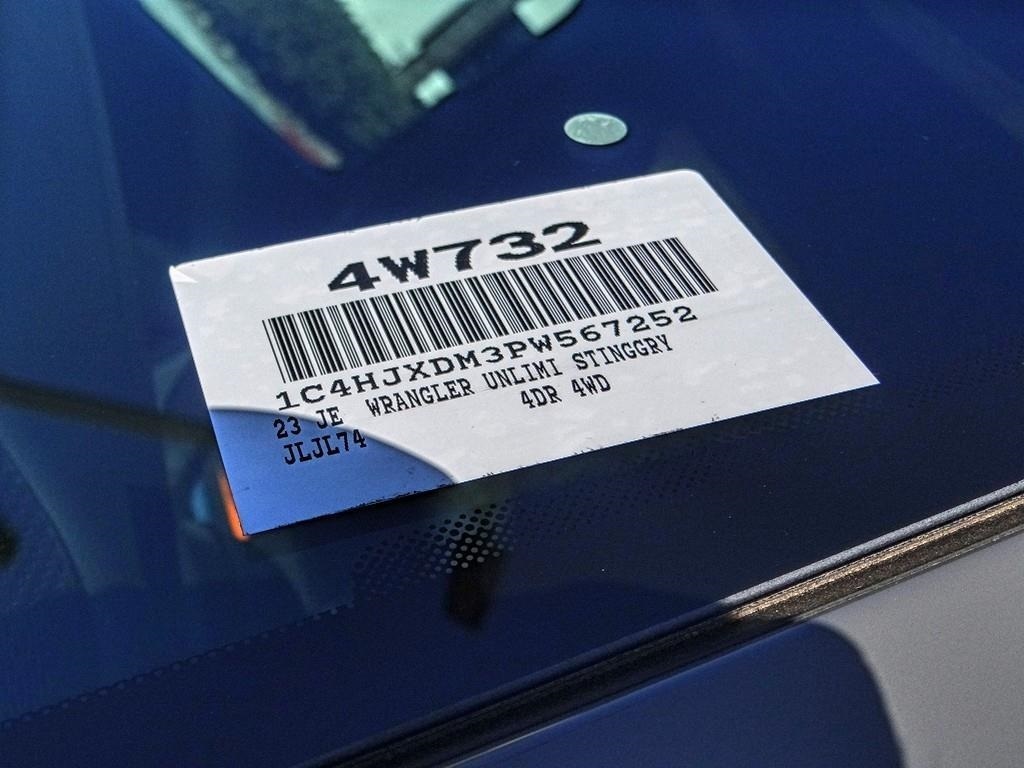 4W732
1C4HJXDM3PW567252
23 JE WRANGLER UNLIMI STINGGRY
JLJL74 4DR 4WD